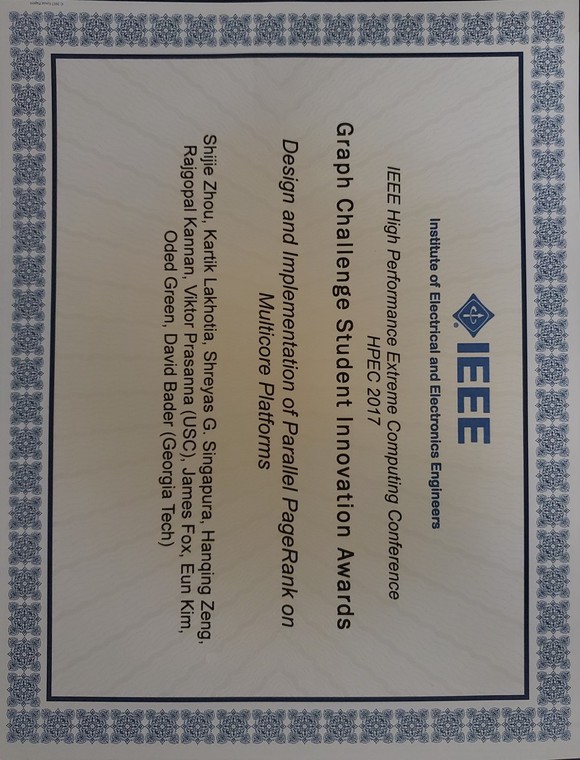 IEEE
Institute of Electrical and Electronics Engineers
IEEE High Performance Extreme Computing Conference
HPEC 2017
Graph Challenge Student Innovation Awards
Design and Implementation of Parallel PageRank on
Multicore Platforms
Shijie Zhou, Kartik Lakhotia, Shreyas G. Singapura, Hanqing Zeng,
Rajgopal Kannan, Viktor Prasanna (USC), James Fox, Eun Kim,
Oded Green, David Bader (Georgia Tech)